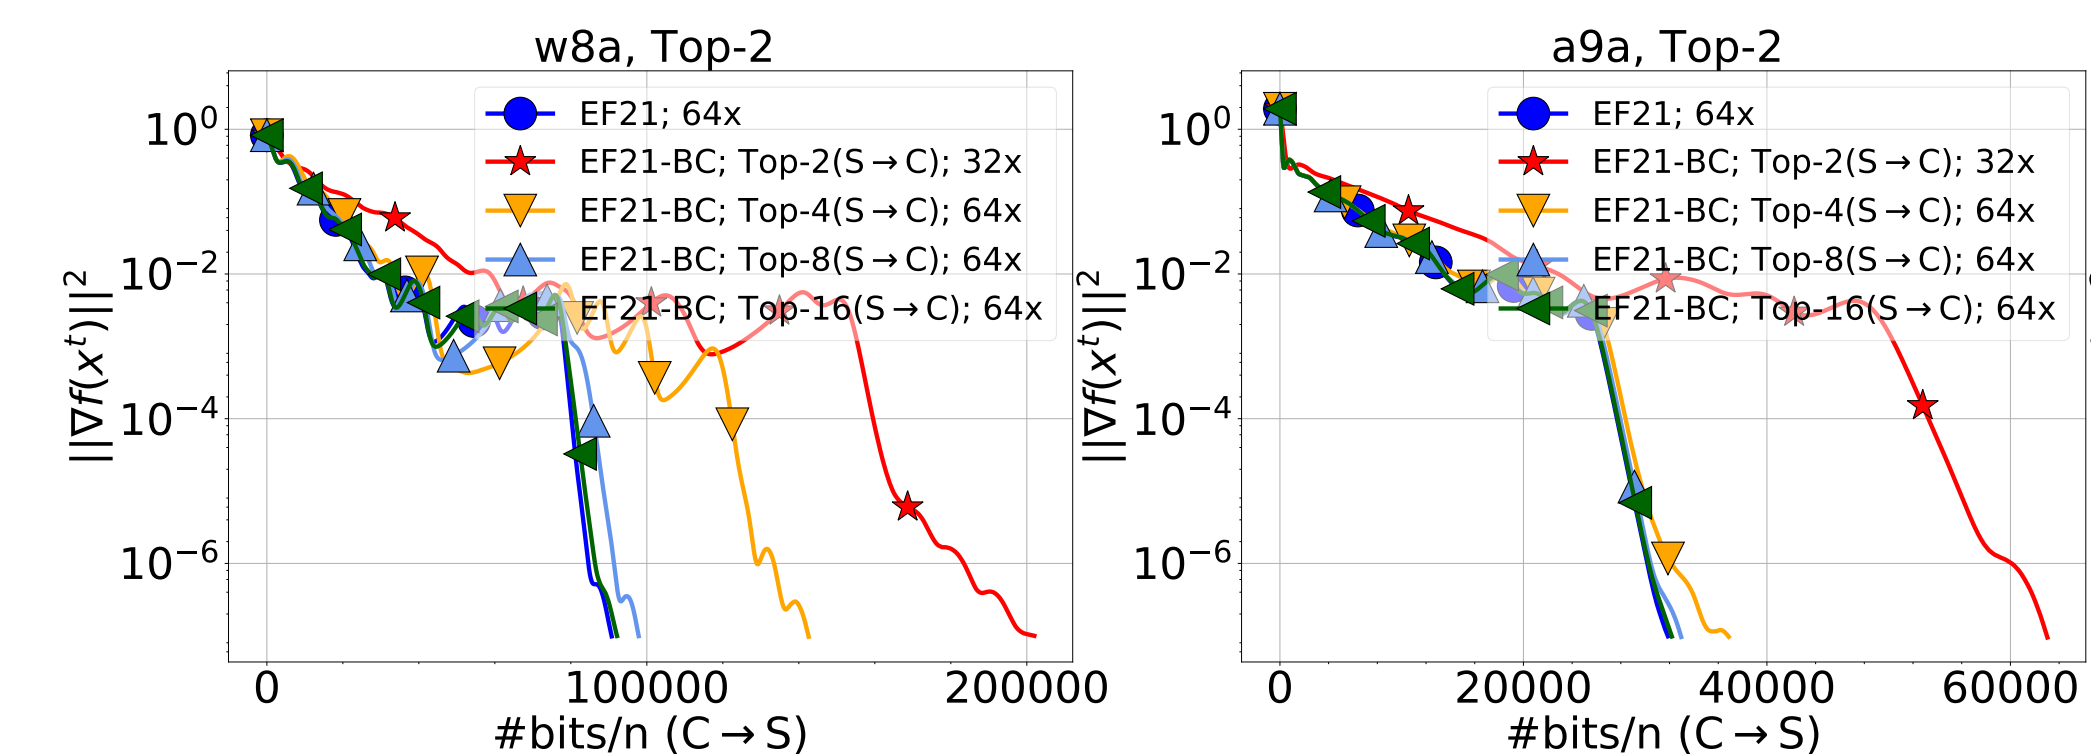 w8a, Top-2
||∇f(x^t)||^2
10^0
10^−2
10^−4
10^−6
EF21; 64x
EF21-BC; Top-2(S→C); 32x
EF21-BC; Top-4(S→C); 64x
EF21-BC; Top-8(S→C); 64x
EF21-BC; Top-16(S→C); 64x
0 100000 200000
#bits/n (C→S)
a9a, Top-2
||∇f(x^t)||^2
10^0
10^−2
10^−4
10^−6
EF21; 64x
EF21-BC; Top-2(S→C); 32x
EF21-BC; Top-4(S→C); 64x
EF21-BC; Top-8(S→C); 64x
EF21-BC; Top-16(S→C); 64x
0 20000 40000 60000
#bits/n (C→S)